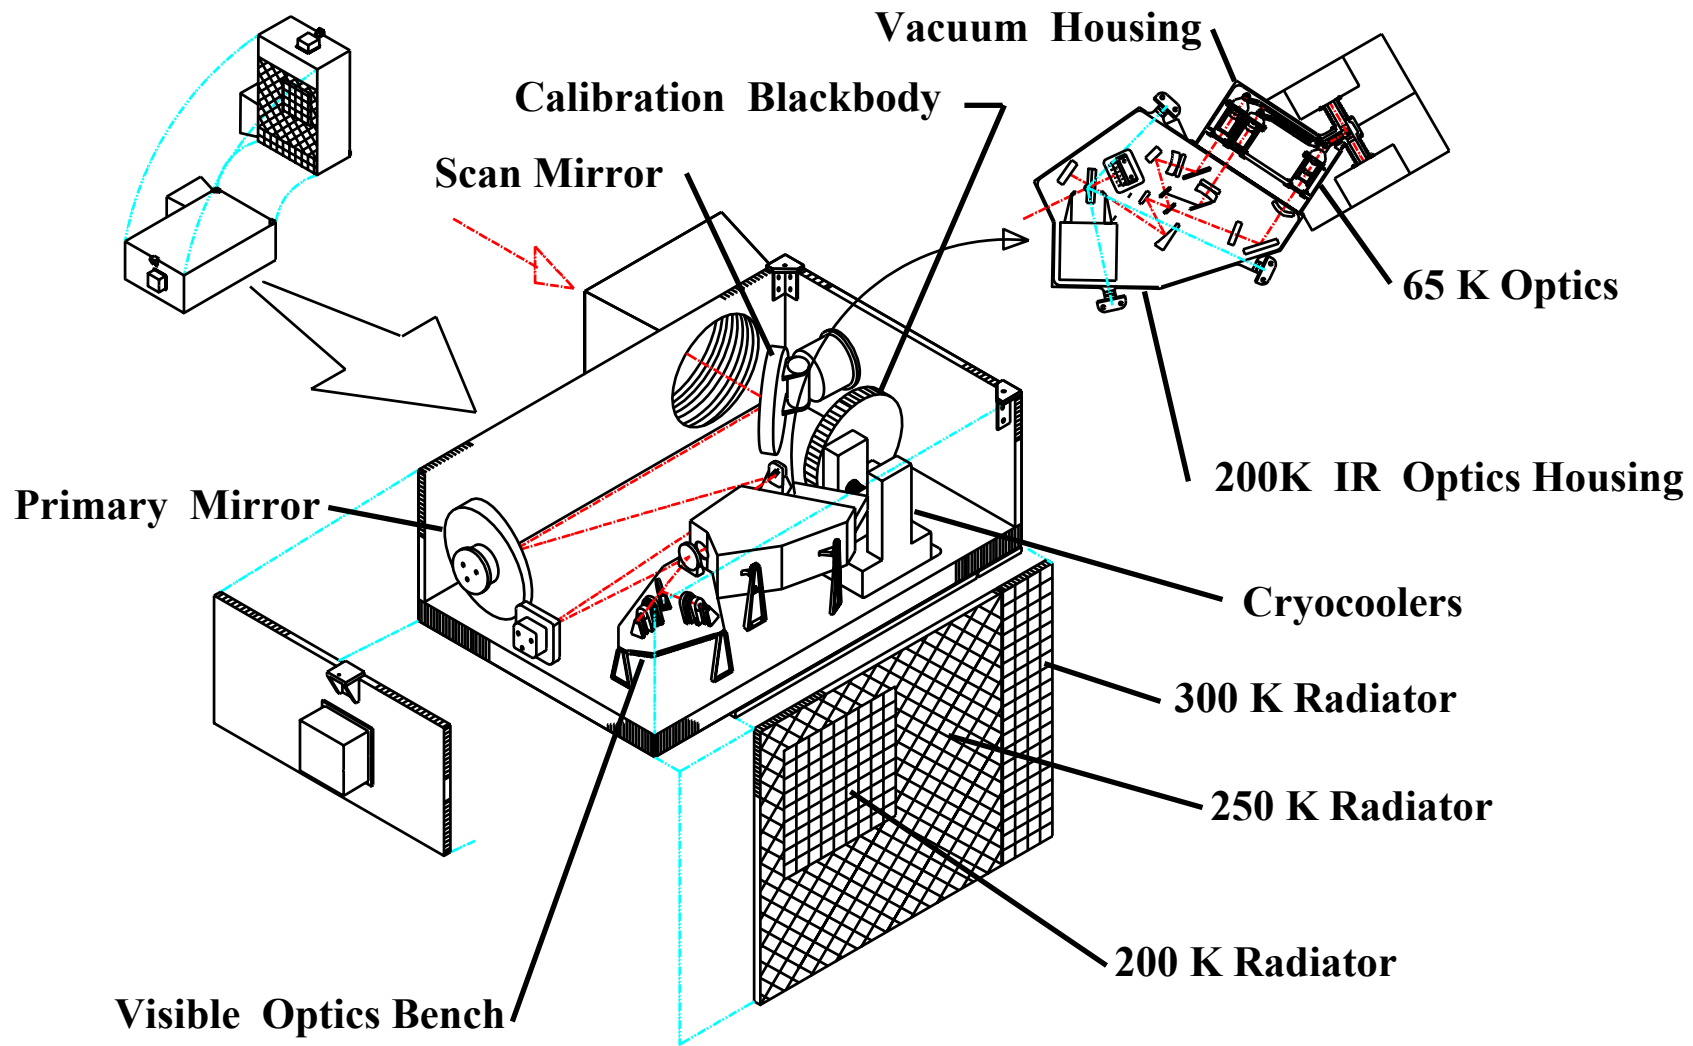 Vacuum Housing
Calibration Blackbody
Scan Mirror
65 K Optics
200K IR Optics Housing
Primary Mirror
Cryocoolers
300 K Radiator
250 K Radiator
200 K Radiator
Visible Optics Bench